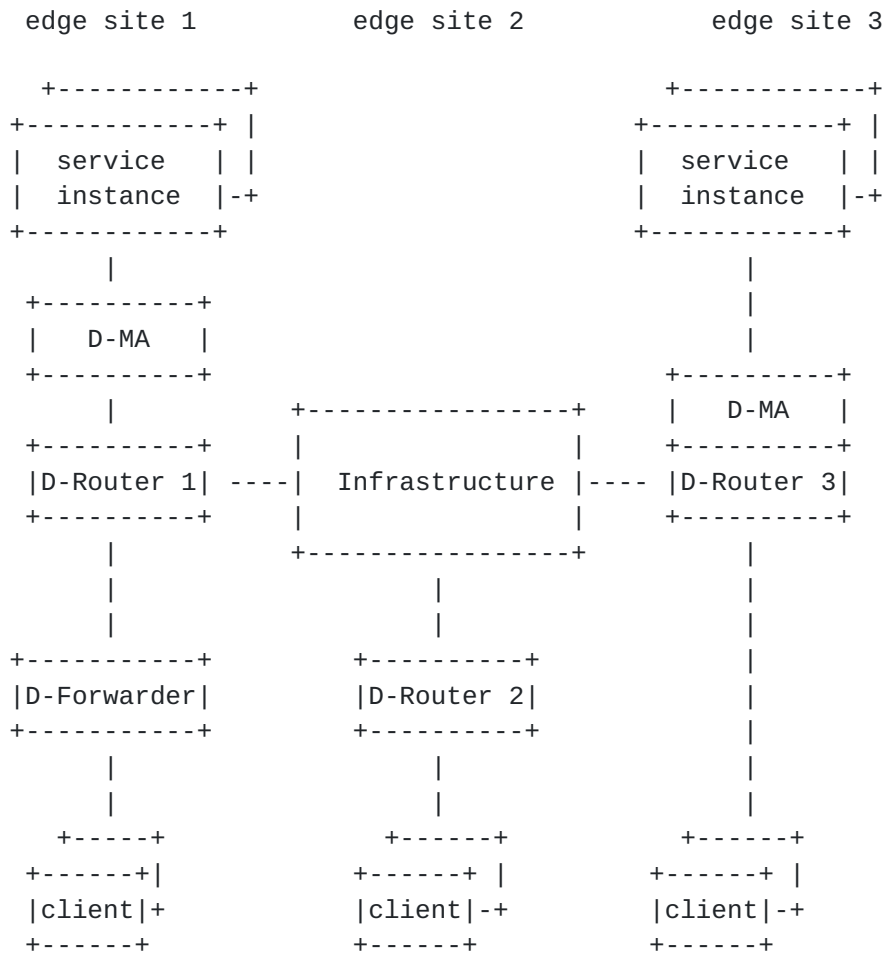 edge site 1 edge site 2 edge site 3
service service
instance instance
D-MA
D-MA
D-Router 1 Infrastructure D-Router 3
D-Forwarder D-Router 2
client client client